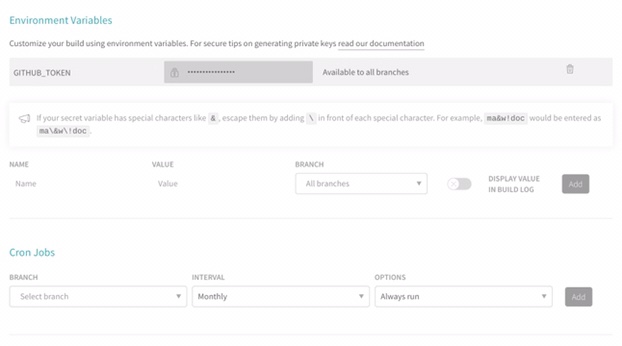 Environment Variables
Customize your build using environment variables. For secure tips on generating private keys read our documentation
GITHUB_TOKEN •••••••••••••••• Available to all branches
If your secret variable has special characters like & , escape them by adding \ in front of each special character. For example, ma&w!doc would be entered as
ma\&w\!doc .
NAME VALUE BRANCH
Name Value All branches DISPLAY VALUE
IN BUILD LOG Add
Cron Jobs
BRANCH INTERVAL OPTIONS
Select branch Monthly Always run Add